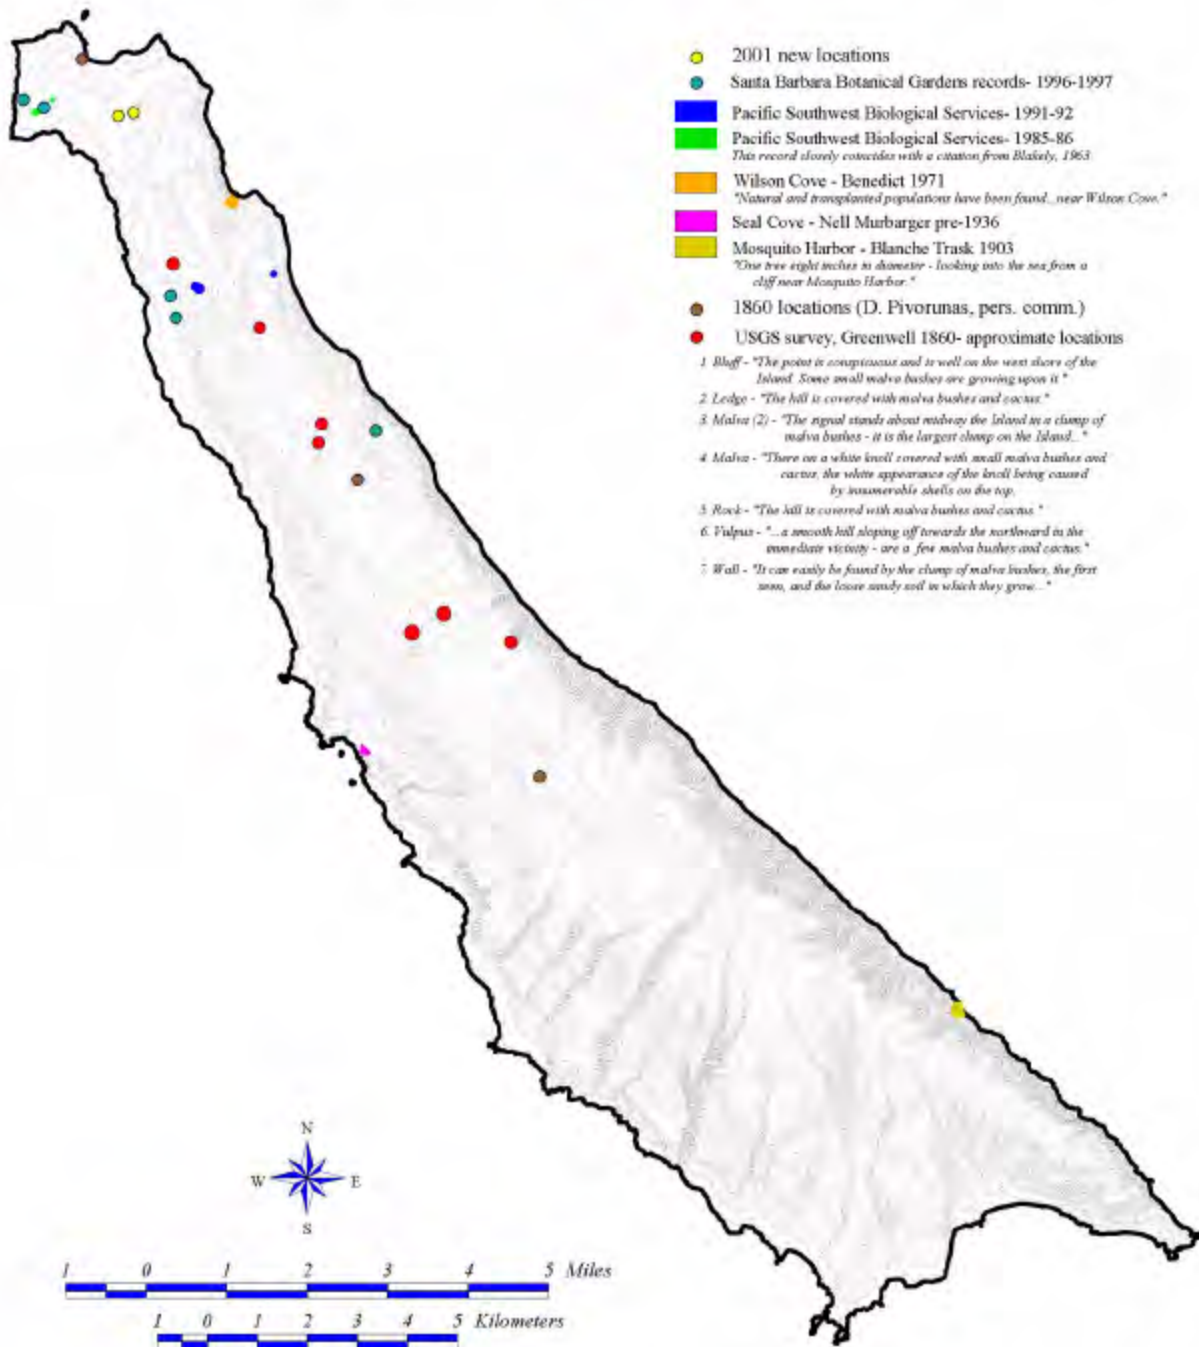 2001 new locations
Santa Barbara Botanical Gardens records- 1996-1997
Pacific Southwest Biological Services- 1991-92
Pacific Southwest Biological Services- 1985-86
This record closely coincides with a citation from Blakely, 1963
Wilson Cove - Benedict 1971
"Natural and transplanted populations have been found...near Wilson Cove."
Seal Cove - Nell Murbarger pre-1936
Mosquito Harbor - Blanche Trask 1903
"One tree eight inches in diameter - looking into the sea from a
cliff near Mosquito Harbor."
1860 locations (D. Pivorunas, pers. comm.)
USGS survey, Greenwell 1860- approximate locations
1 Bluff - "The point is conspicuous and is well on the west shore of the
Island. Some small malva bushes are growing upon it."
2 Ledge - "The hill is covered with malva bushes and cactus."
3 Malva (2) - "The signal stands about midway the Island in a clump of
malva bushes - it is the largest clump on the Island..."
4 Malva - "There on a white knoll covered with small malva bushes and
cactus, the white appearance of the knoll being caused
by innumerable shells on the top.
5 Rock - "The hill is covered with malva bushes and cactus."
6 Vulpus - "...a smooth hill sloping off towards the northward in the
immediate vicinity - are a few malva bushes and cactus."
7 Wall - "It can easily be found by the clump of malva bushes, the first
seen, and the loose sandy soil in which they grow..."
N
W E
S
1 0 1 2 3 4 5 Miles
1 0 1 2 3 4 5 Kilometers